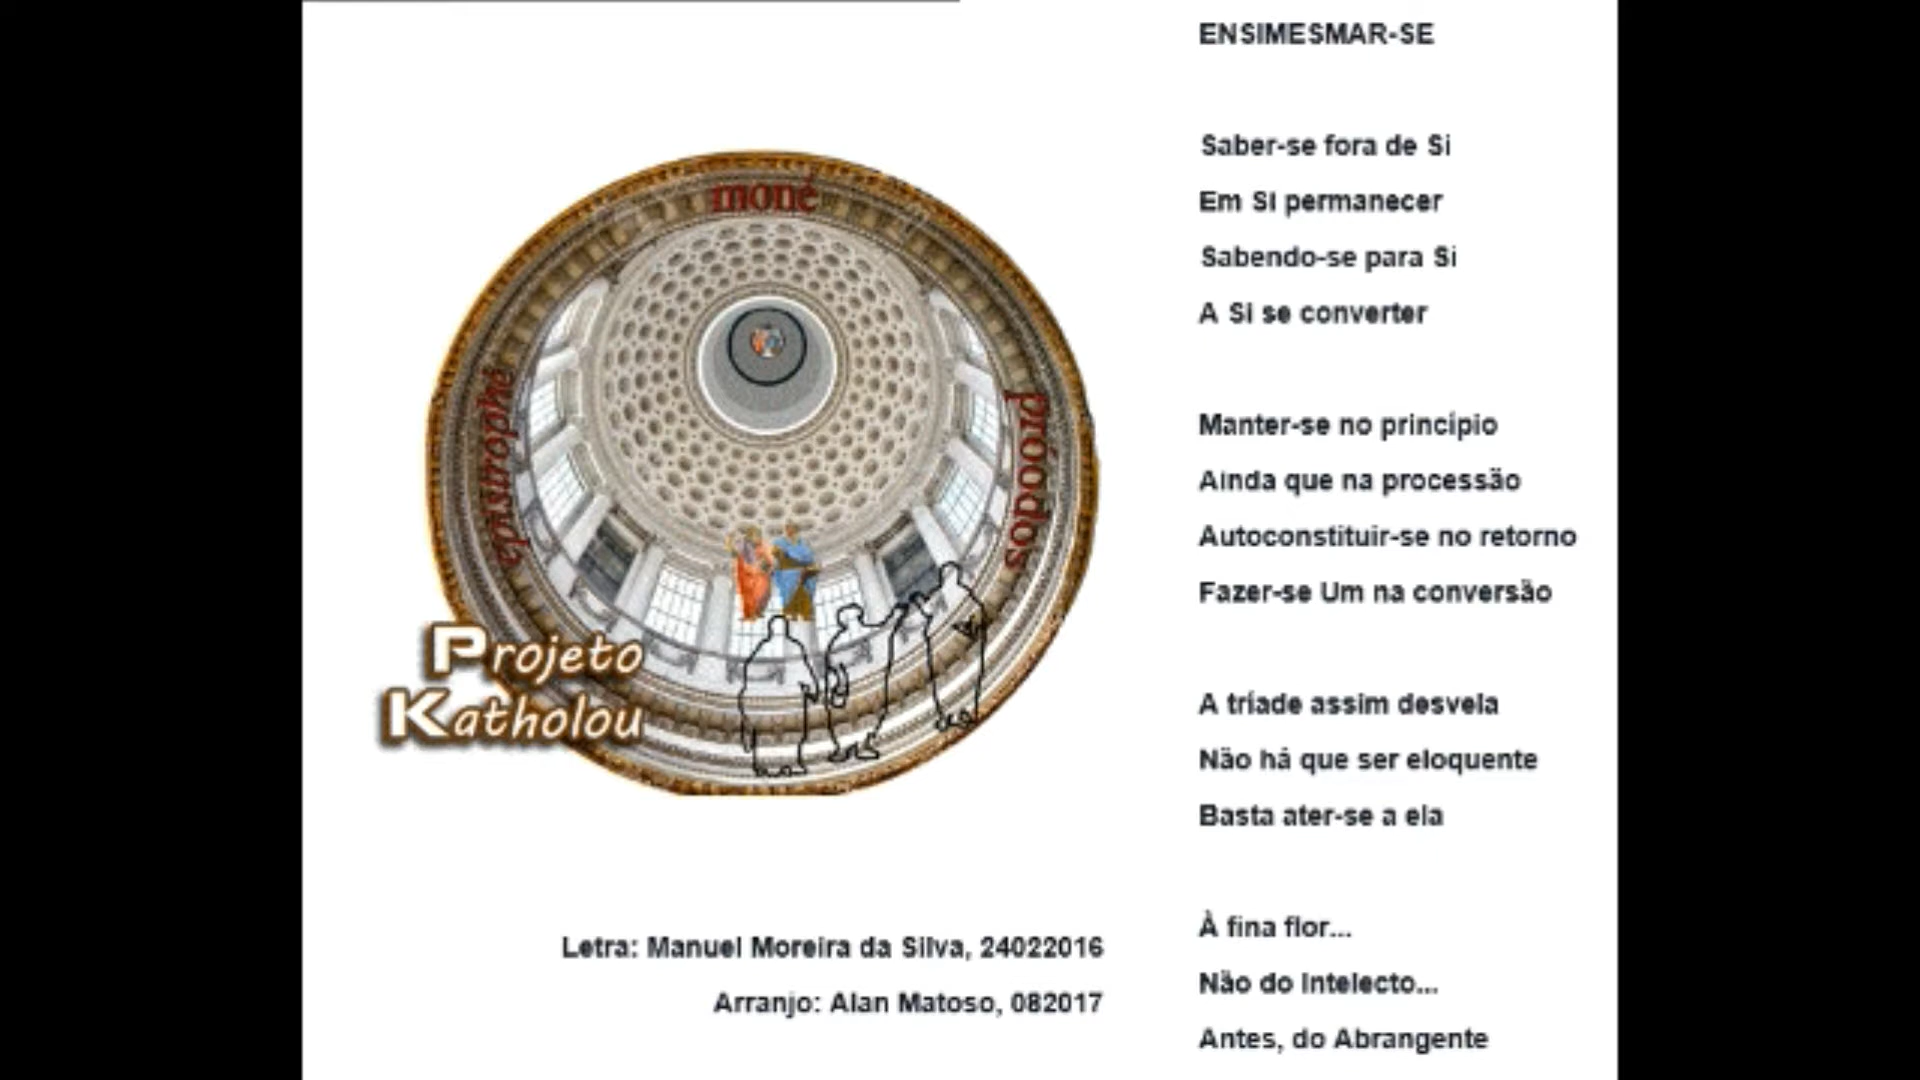 ENSIMESMAR-SE
Saber-se fora de Si
Em Si permanecer
Sabendo-se para Si
A Si se converter
Manter-se no princípio
Ainda que na processão
Autoconstituir-se no retorno
Fazer-se Um na conversão
A tríade assim desvela
Não há que ser eloquente
Basta ater-se a ela
À fina flor...
Não do Intelecto...
Antes, do Abrangente
moné
próodos
epistrophé
Projeto
Katholou
Letra: Manuel Moreira da Silva, 24022016
Arranjo: Alan Matoso, 082017